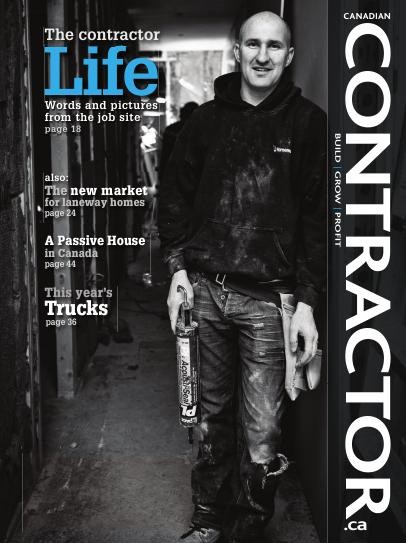 The contractor
Life
Words and pictures
from the job site
page 18
also:
The new market
for laneway homes
page 24
A Passive House
in Canada
page 44
This year's
Trucks
page 36
CANADIAN
CONTRACTOR
.ca
BUILD | GROW | PROFIT
PL